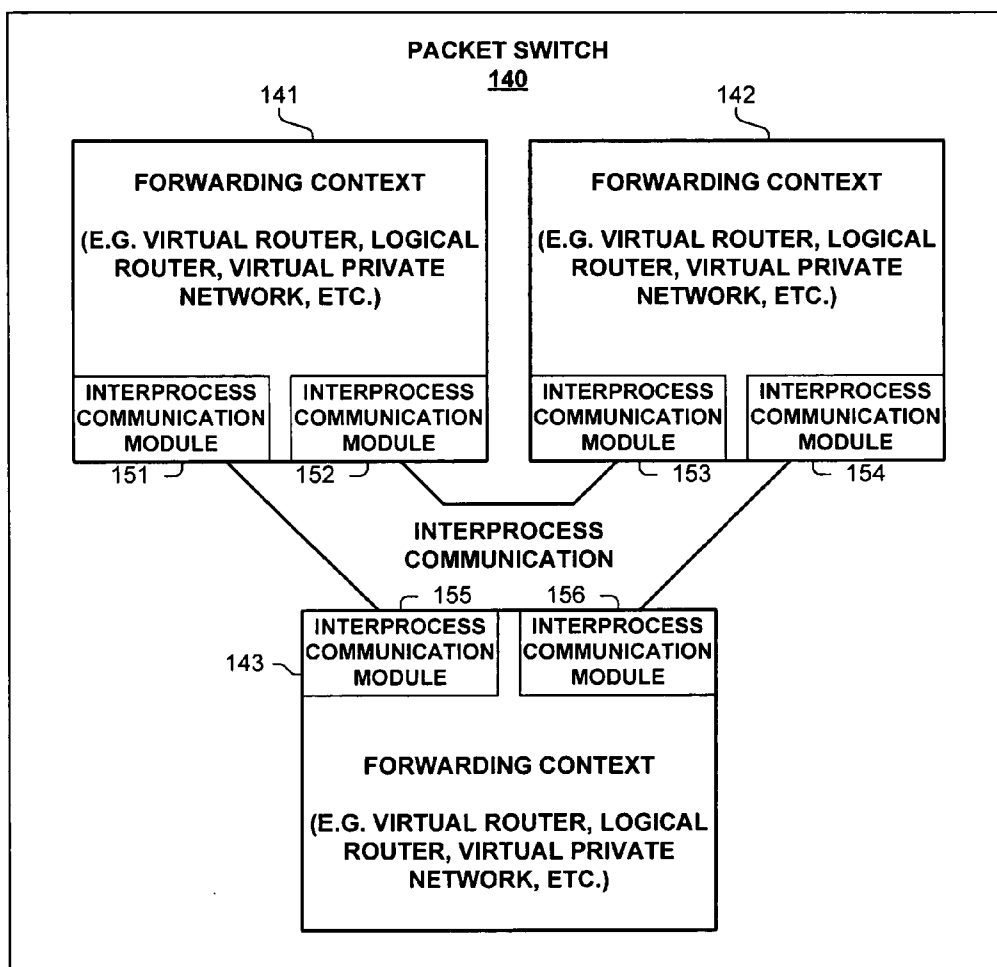 PACKET SWITCH
140
141
142
FORWARDING CONTEXT
(E.G. VIRTUAL ROUTER, LOGICAL
ROUTER, VIRTUAL PRIVATE
NETWORK, ETC.)
FORWARDING CONTEXT
(E.G. VIRTUAL ROUTER, LOGICAL
ROUTER, VIRTUAL PRIVATE
NETWORK, ETC.)
INTERPROCESS
COMMUNICATION
MODULE
INTERPROCESS
COMMUNICATION
MODULE
INTERPROCESS
COMMUNICATION
MODULE
INTERPROCESS
COMMUNICATION
MODULE
151
152
153
154
INTERPROCESS
COMMUNICATION
155
156
INTERPROCESS
COMMUNICATION
MODULE
INTERPROCESS
COMMUNICATION
MODULE
143
FORWARDING CONTEXT
(E.G. VIRTUAL ROUTER, LOGICAL
ROUTER, VIRTUAL PRIVATE
NETWORK, ETC.)